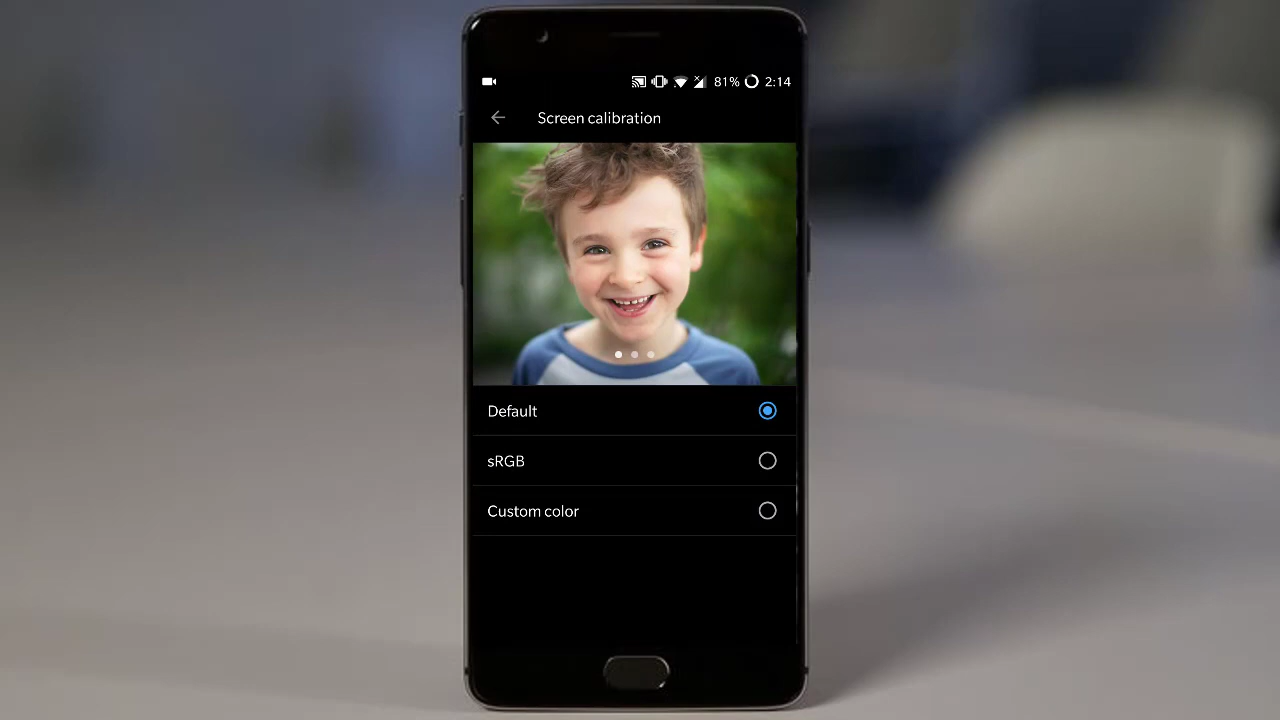 81% 2:14
Screen calibration
Default
sRGB
Custom color